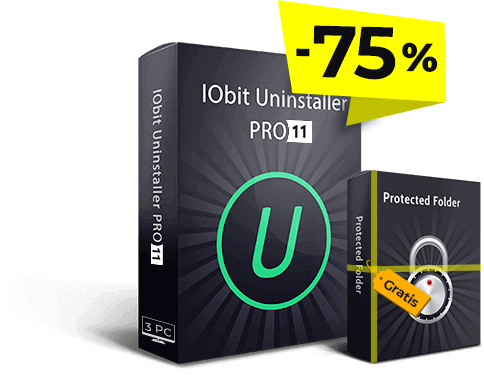 -75%
IObit Uninstaller
PRO 11
IObit Uninstaller PRO 11
U
3 PC
Protected Folder
Protected Folder
Gratis